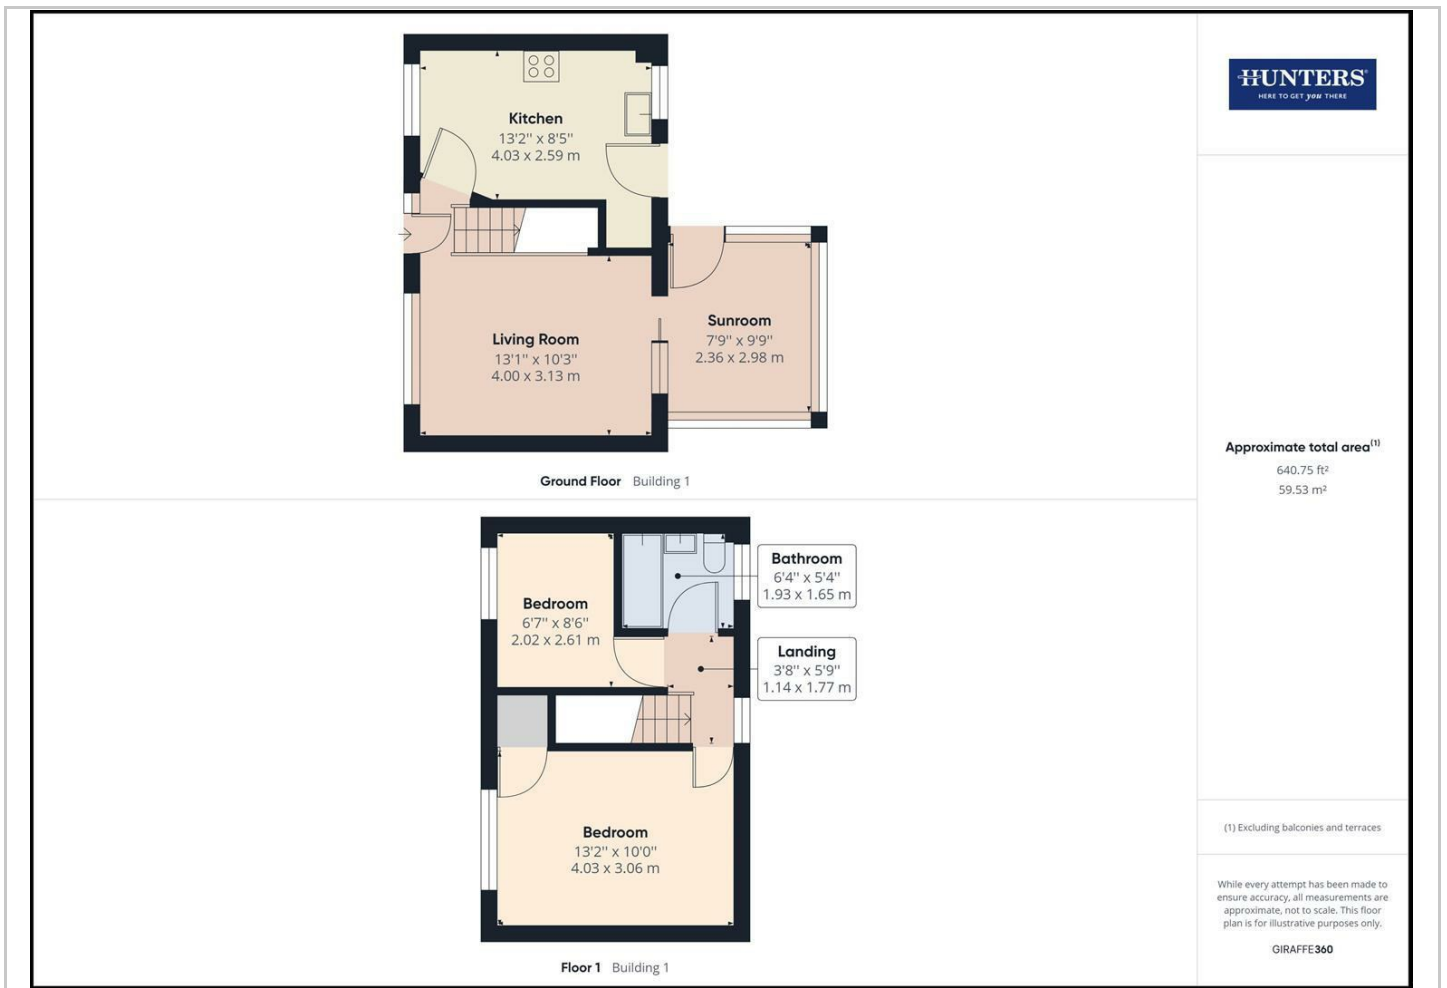 Kitchen
13'2'' x 8'5''
4.03 x 2.59 m
Living Room
13'1'' x 10'3''
4.00 x 3.13 m
Sunroom
7'9'' x 9'9''
2.36 x 2.98 m
Ground Floor Building 1
Bedroom
6'7'' x 8'6''
2.02 x 2.61 m
Bathroom
6'4'' x 5'4''
1.93 x 1.65 m
Landing
3'8'' x 5'9''
1.14 x 1.77 m
Bedroom
13'2'' x 10'0''
4.03 x 3.06 m
Floor 1 Building 1
HUNTERS®
HERE TO GET you THERE
Approximate total area(1)
640.75 ft²
59.53 m²
(1) Excluding balconies and terraces
While every attempt has been made to
ensure accuracy, all measurements are
approximate, not to scale. This floor
plan is for illustrative purposes only.
GIRAFFE360